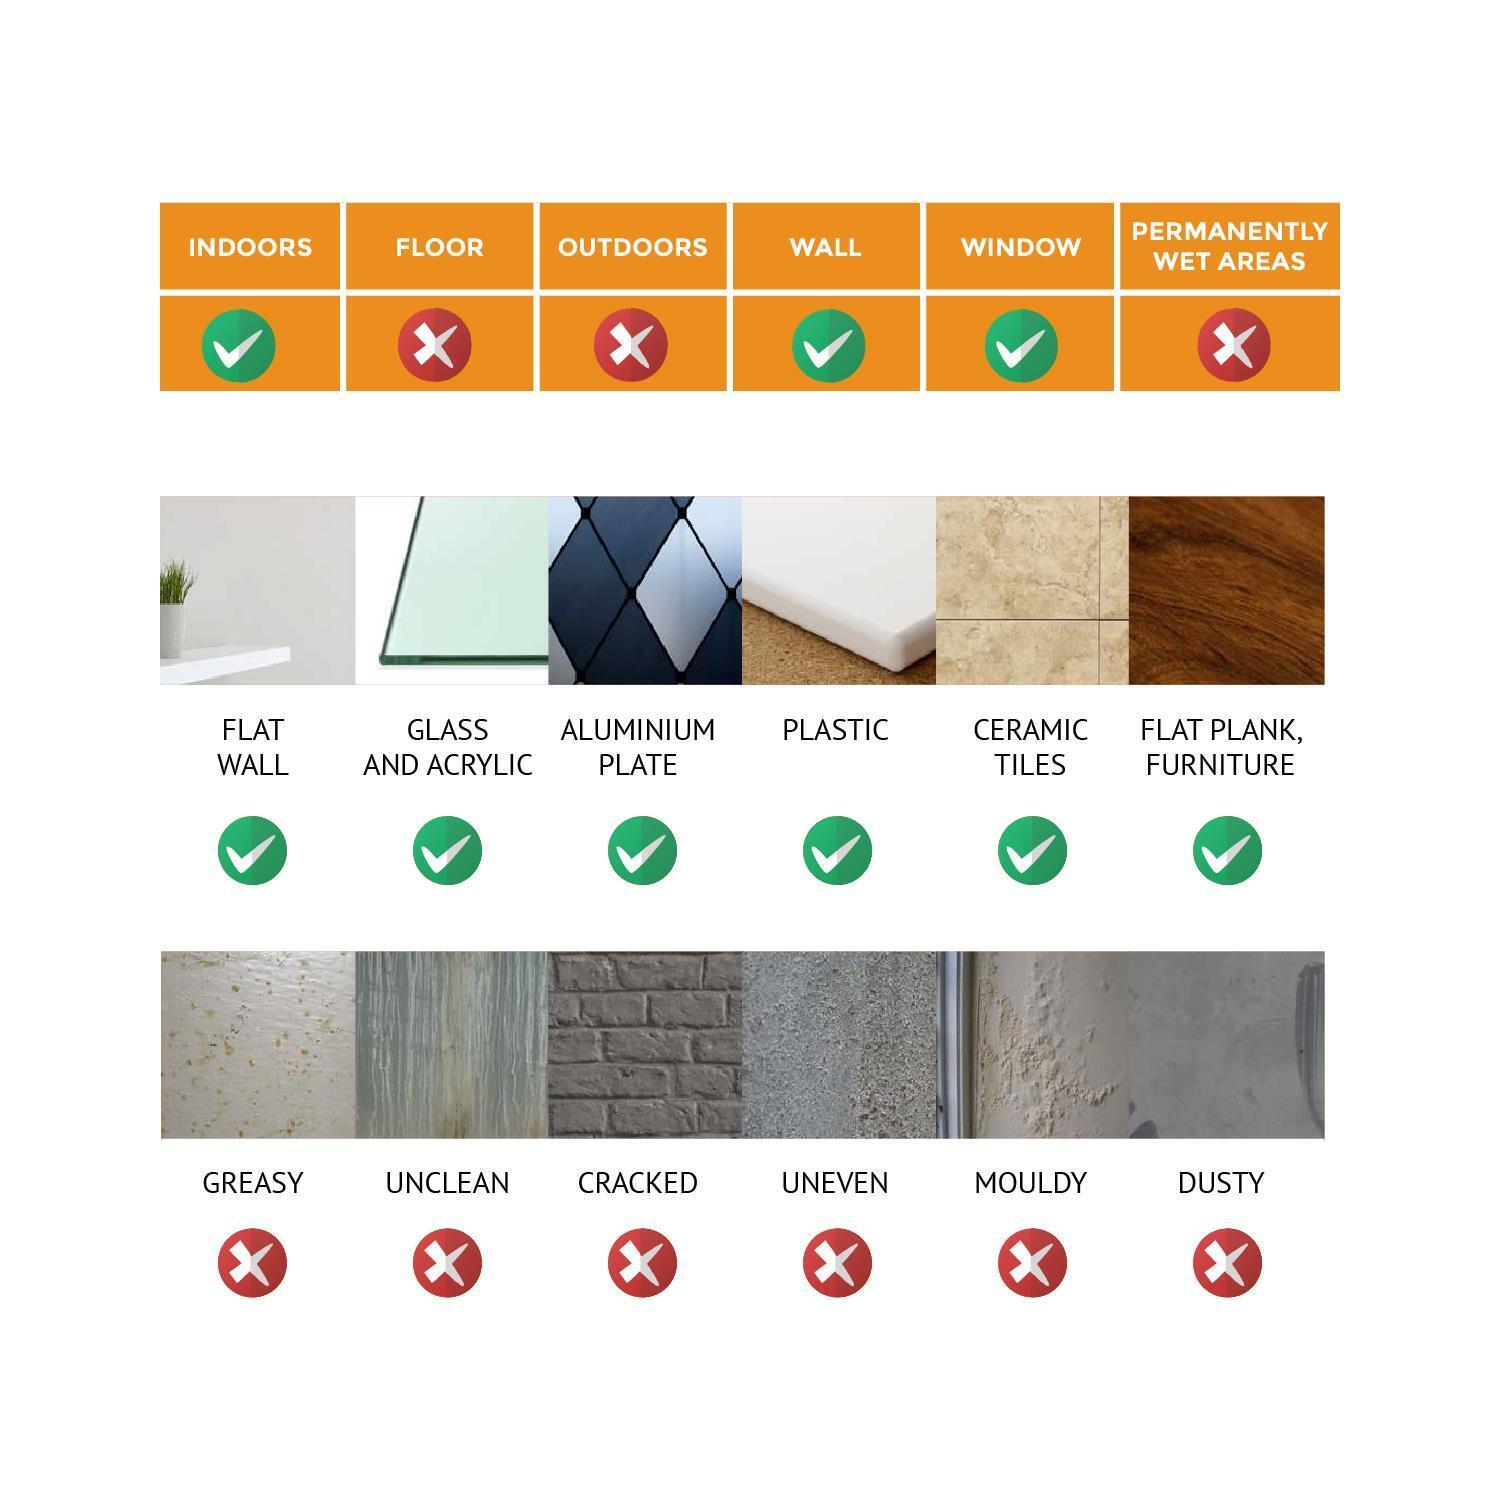 INDOORS
FLOOR
OUTDOORS
WALL
WINDOW
PERMANENTLY
WET AREAS
FLAT
WALL
GLASS
AND ACRYLIC
ALUMINIUM
PLATE
PLASTIC
CERAMIC
TILES
FLAT PLANK,
FURNITURE
GREASY
UNCLEAN
CRACKED
UNEVEN
MOULDY
DUSTY